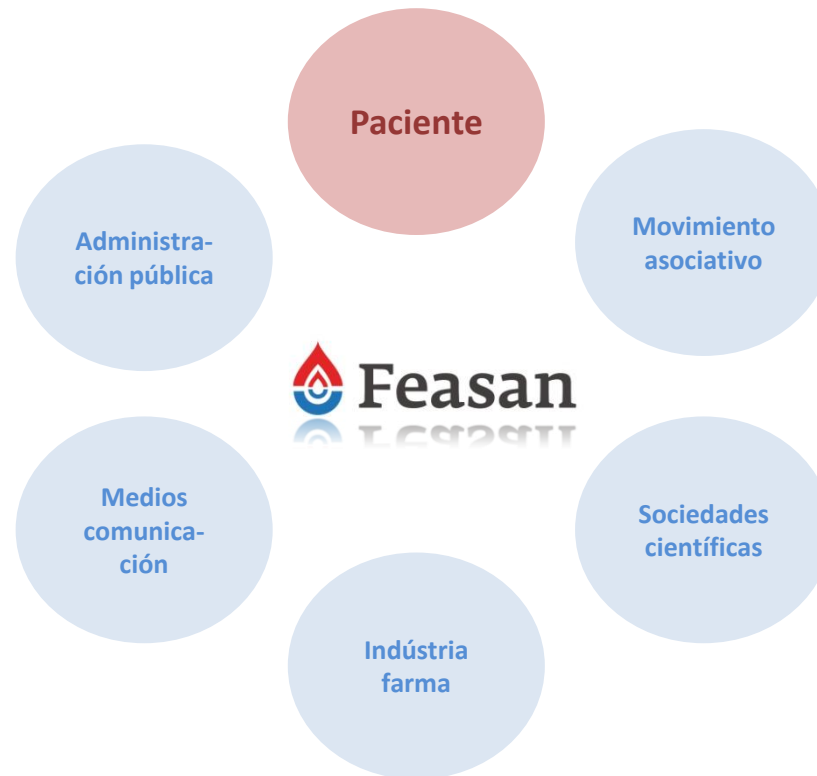 Paciente
Movimiento
asociativo
Administra-
ción pública
Feasan
Medios
comunica-
ción
Sociedades
científicas
Indústria
farma